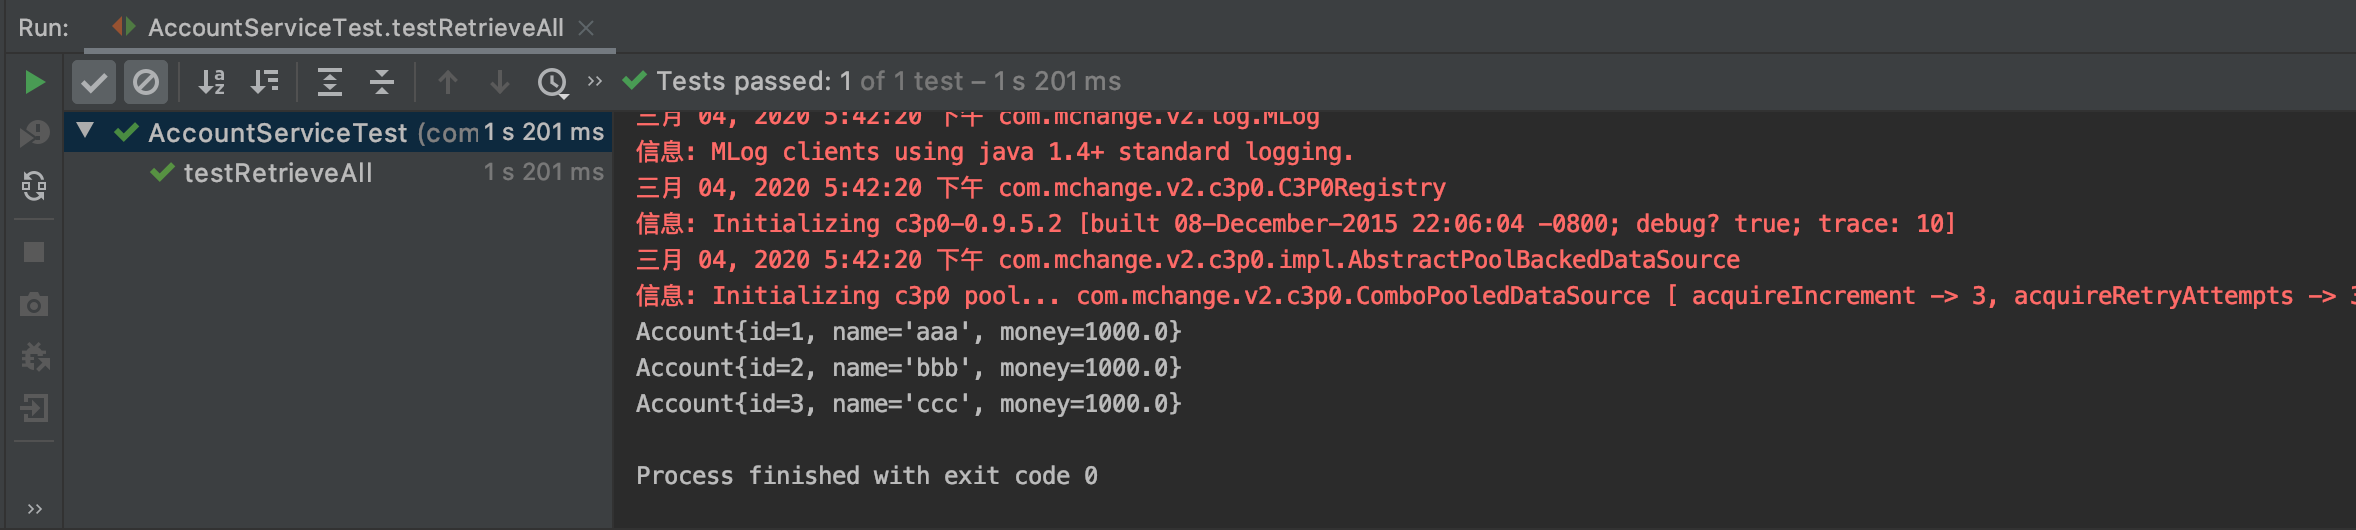 Run: AccountServiceTest.testRetrieveAll
Tests passed: 1 of 1 test – 1 s 201 ms
AccountServiceTest (com 1 s 201 ms
testRetrieveAll 1 s 201 ms
三月 04, 2020 5:42:20 下午 com.mchange.v2.log.MLog
信息: MLog clients using java 1.4+ standard logging.
三月 04, 2020 5:42:20 下午 com.mchange.v2.c3p0.C3P0Registry
信息: Initializing c3p0-0.9.5.2 [built 08-December-2015 22:06:04 -0800; debug? true; trace: 10]
三月 04, 2020 5:42:20 下午 com.mchange.v2.c3p0.impl.AbstractPoolBackedDataSource
信息: Initializing c3p0 pool... com.mchange.v2.c3p0.ComboPooledDataSource [ acquireIncrement -> 3, acquireRetryAttempts -> 3
Account{id=1, name='aaa', money=1000.0}
Account{id=2, name='bbb', money=1000.0}
Account{id=3, name='ccc', money=1000.0}
Process finished with exit code 0